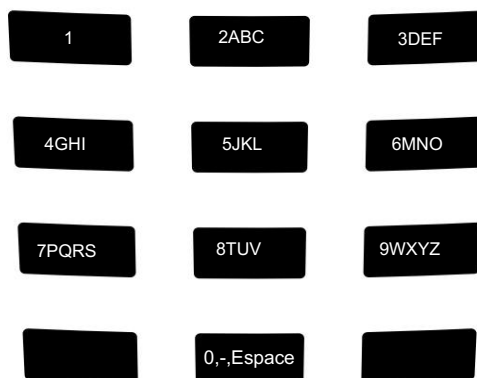 1 2ABC 3DEF
4GHI 5JKL 6MNO
7PQRS 8TUV 9WXYZ
0,-,Espace